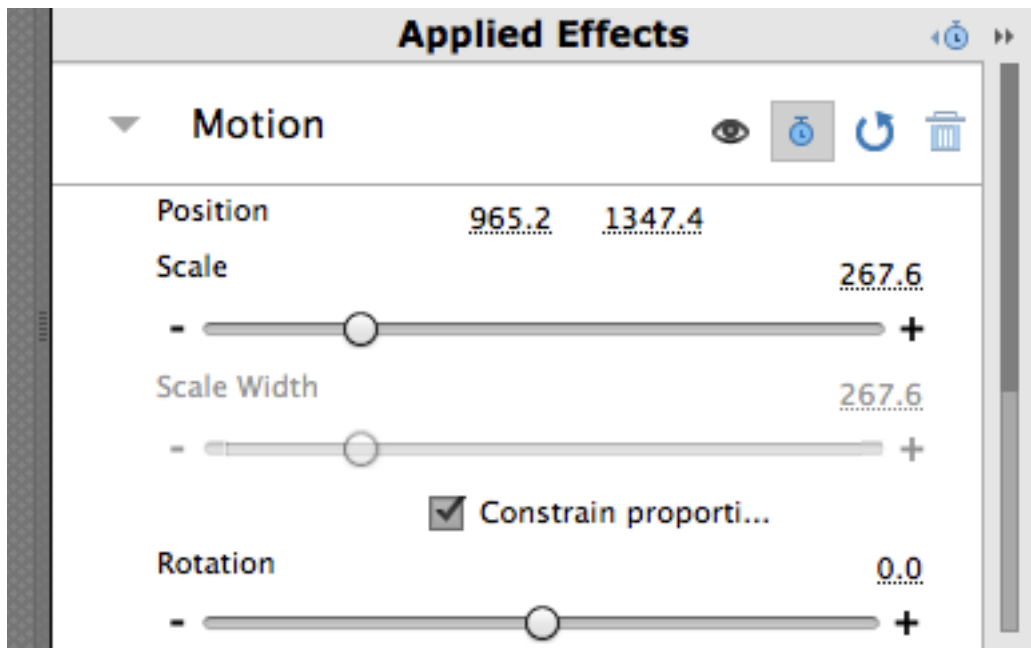 Applied Effects
Motion
Position 965.2 1347.4
Scale 267.6
- +
Scale Width 267.6
- +
Constrain proporti...
Rotation 0.0
- +